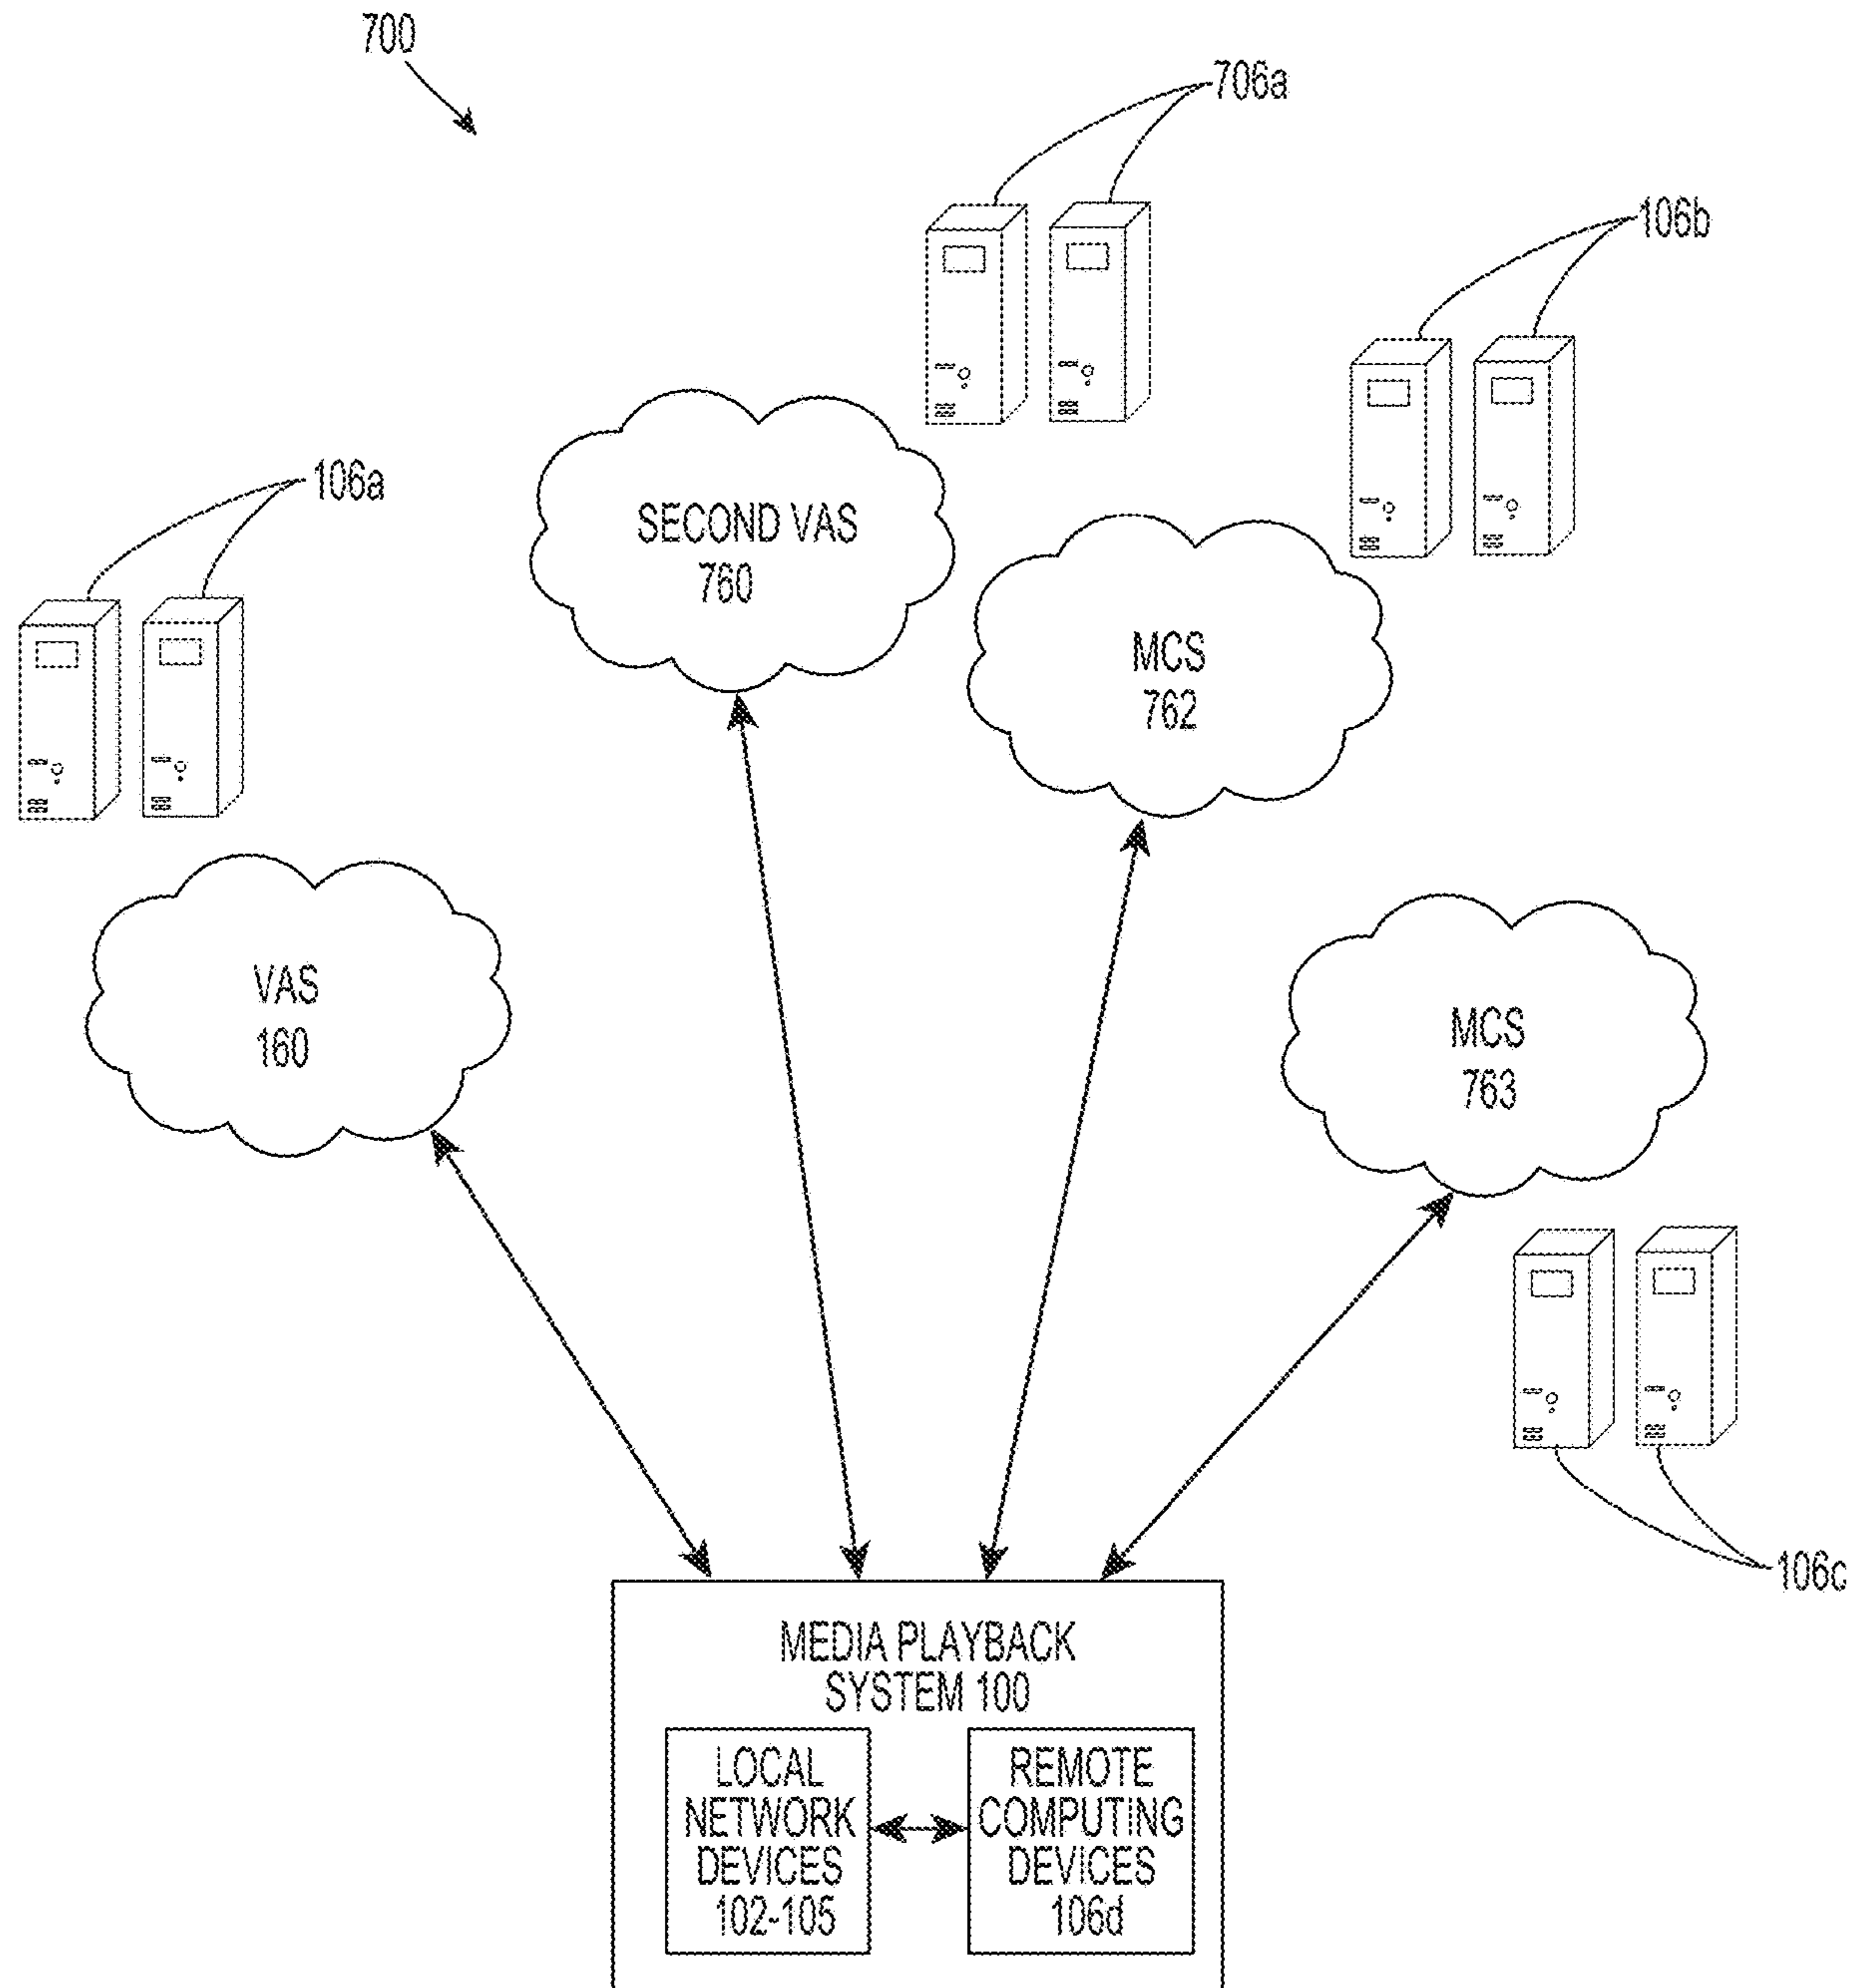 700
706a
106b
106a
SECOND VAS
760
MCS
762
VAS
160
MCS
763
106c
MEDIA PLAYBACK
SYSTEM 100
LOCAL
NETWORK
DEVICES
102-105
REMOTE
COMPUTING
DEVICES
106d